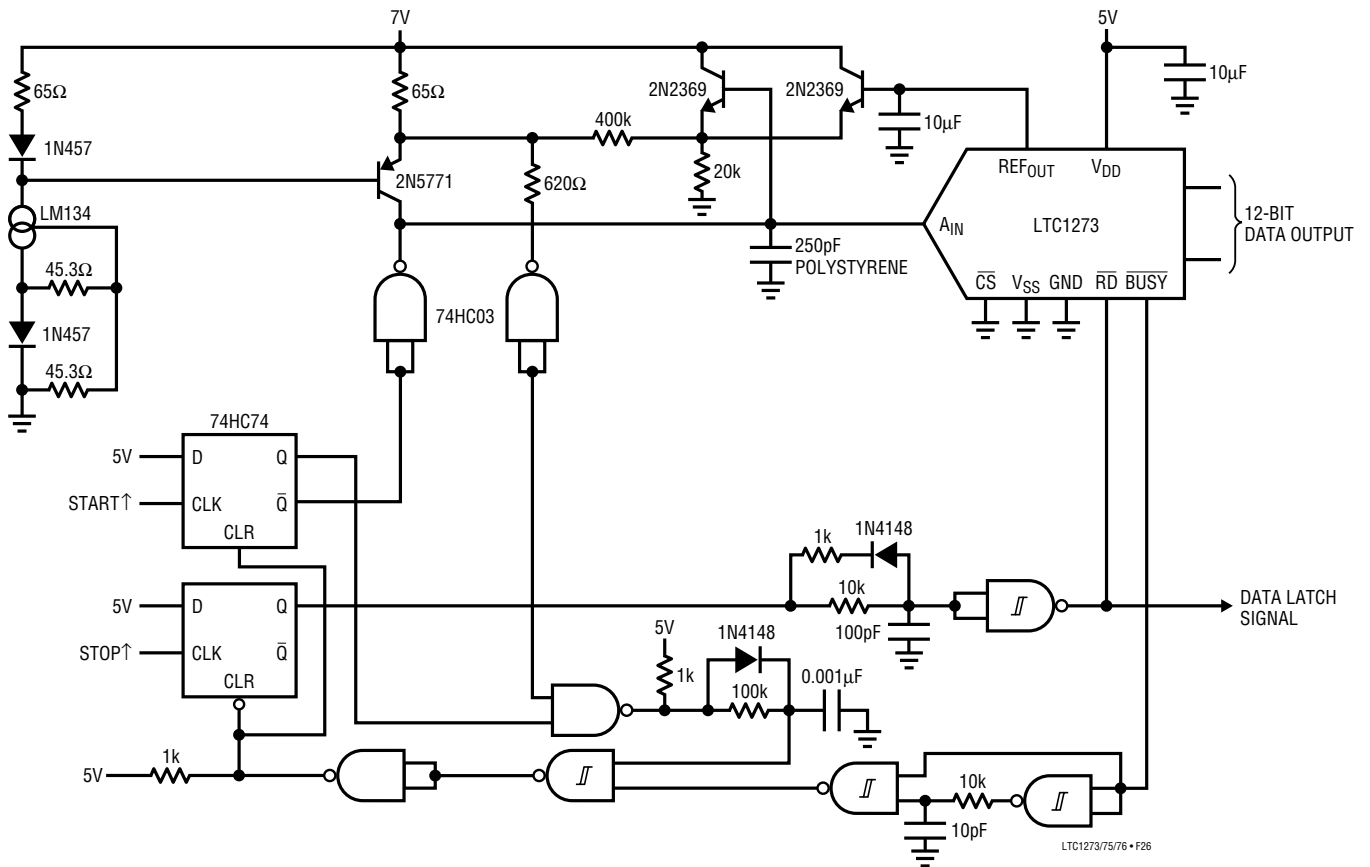 7V
5V
65Ω
65Ω
2N2369
2N2369
10μF
10μF
1N457
400k
2N5771
620Ω
20k
REFOUT
VDD
LM134
AIN
LTC1273
12-BIT
DATA OUTPUT
45.3Ω
250pF
POLYSTYRENE
CS
VSS
GND
RD
BUSY
74HC03
1N457
45.3Ω
74HC74
5V
D
Q
START↑
CLK
Q
CLR
1N4148
1k
5V
D
Q
10k
DATA LATCH
SIGNAL
100pF
STOP↑
CLK
Q
5V
1N4148
CLR
1k
0.001μF
100k
1k
5V
10k
10pF
LTC1273/75/76 • F26